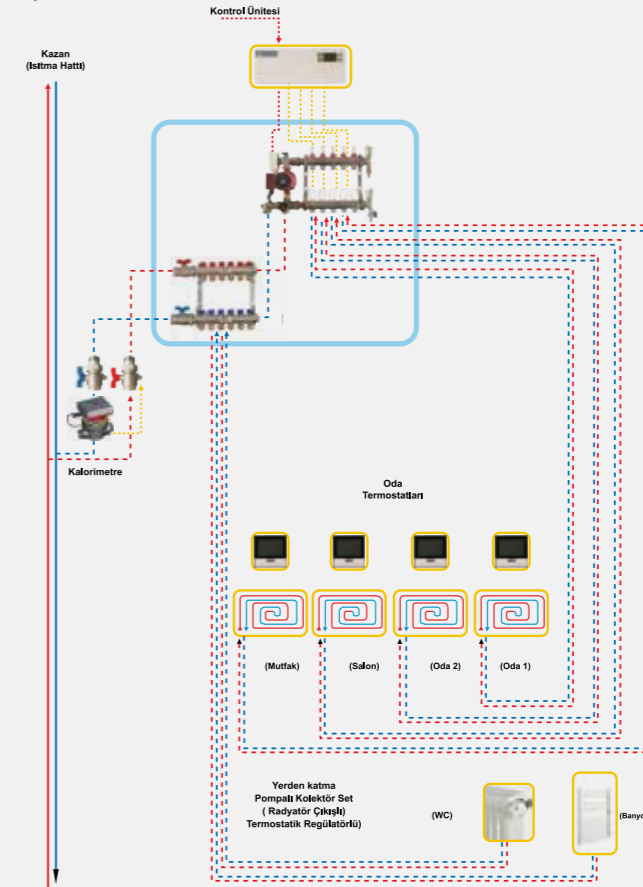 Kontrol Ünitesi
Kazan
(Isıtma Hattı)
Kalorimetre
Oda
Termostatları
(Mutfak)
(Salon)
(Oda 2)
(Oda 1)
Yerden katma
Pompalı Kolektör Set
( Radyatör Çıkışlı)
Termostatik Regülatörlü)
(WC)
(Banyo